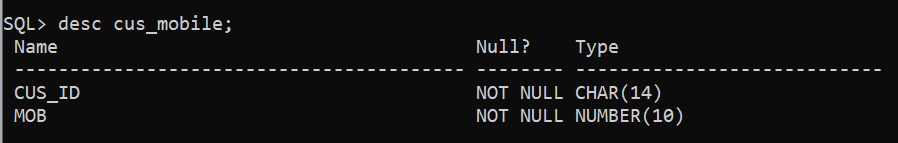 SQL> desc cus_mobile;
Name Null? Type
----------------------------------------- -------- ----------------------------
CUS_ID NOT NULL CHAR(14)
MOB NOT NULL NUMBER(10)